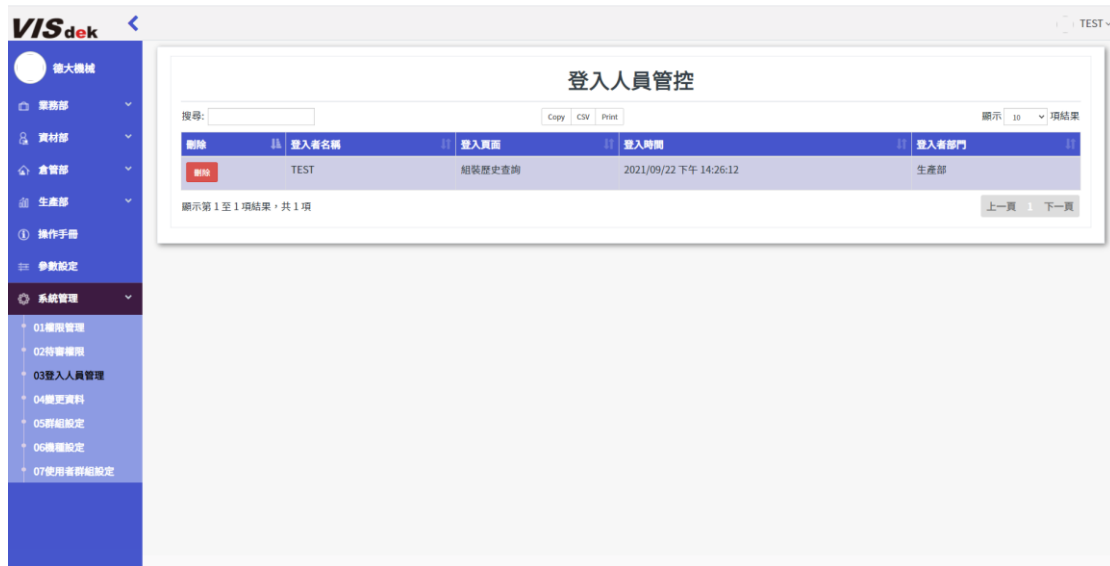 VISdek
TEST
德大機械
業務部
資材部
倉管部
生產部
操作手冊
參數設定
系統管理
01權限管理
02待審權限
03登入人員管理
04變更資料
05群組設定
06機種設定
07使用者群組設定
登入人員管控
搜尋: Copy CSV Print 顯示 10 項結果
刪除 登入者名稱 登入頁面 登入時間 登入者部門
刪除 TEST 組裝歷史查詢 2021/09/22 下午 14:26:12 生產部
顯示第 1 至 1 項結果，共 1 項 上一頁 1 下一頁